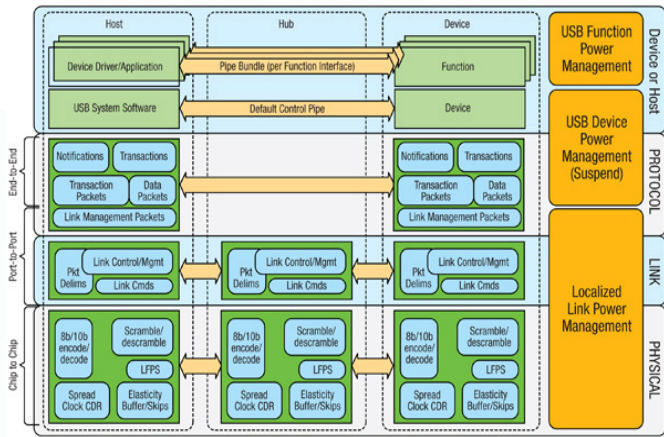 Host
Hub
Device
Device Driver/Application
Pipe Bundle (per Function Interface)
Function
USB System Software
Default Control Pipe
Device
USB Function
Power
Management
Device or Host
USB Device
Power
Management
(Suspend)
End-to-End
Notifications
Transactions
Transaction
Packets
Data
Packets
Link Management Packets
Notifications
Transactions
Transaction
Packets
Data
Packets
Link Management Packets
PROTOCOL
Port-to-Port
Pkt
Delims
Link Control/Mgmt
Link Cmds
Pkt
Delims
Link Control/Mgmt
Link Cmds
Pkt
Delims
Link Control/Mgmt
Link Cmds
LINK
Localized
Link Power
Management
Chip to Chip
8b/10b
encode/
decode
Scramble/
descramble
LFPS
Spread
Clock CDR
Elasticity
Buffer/Skips
8b/10b
encode/
decode
Scramble/
descramble
LFPS
Spread
Clock CDR
Elasticity
Buffer/Skips
8b/10b
encode/
decode
Scramble/
descramble
LFPS
Spread
Clock CDR
Elasticity
Buffer/Skips
PHYSICAL